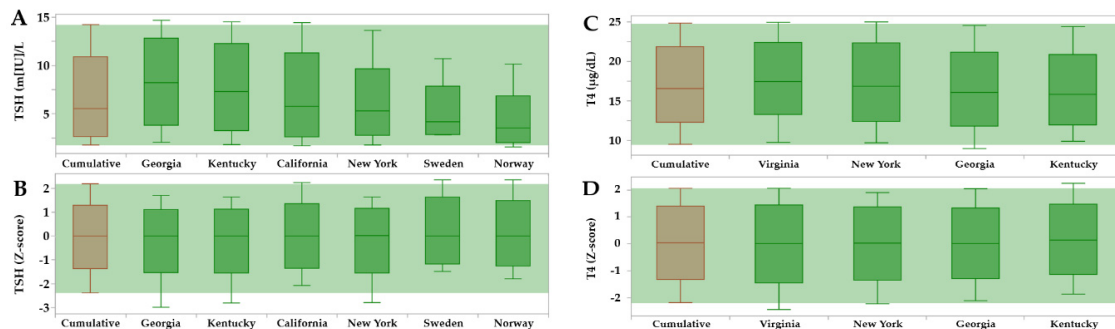 A
TSH (m[IU]/L
15
10
5
Cumulative Georgia Kentucky California New York Sweden Norway
B
TSH (Z-score)
2
1
0
-1
-2
-3
Cumulative Georgia Kentucky California New York Sweden Norway
C
T4 (µg/dL)
25
20
15
10
Cumulative Virginia New York Georgia Kentucky
D
T4 (Z-score)
2
1
0
-1
-2
Cumulative Virginia New York Georgia Kentucky